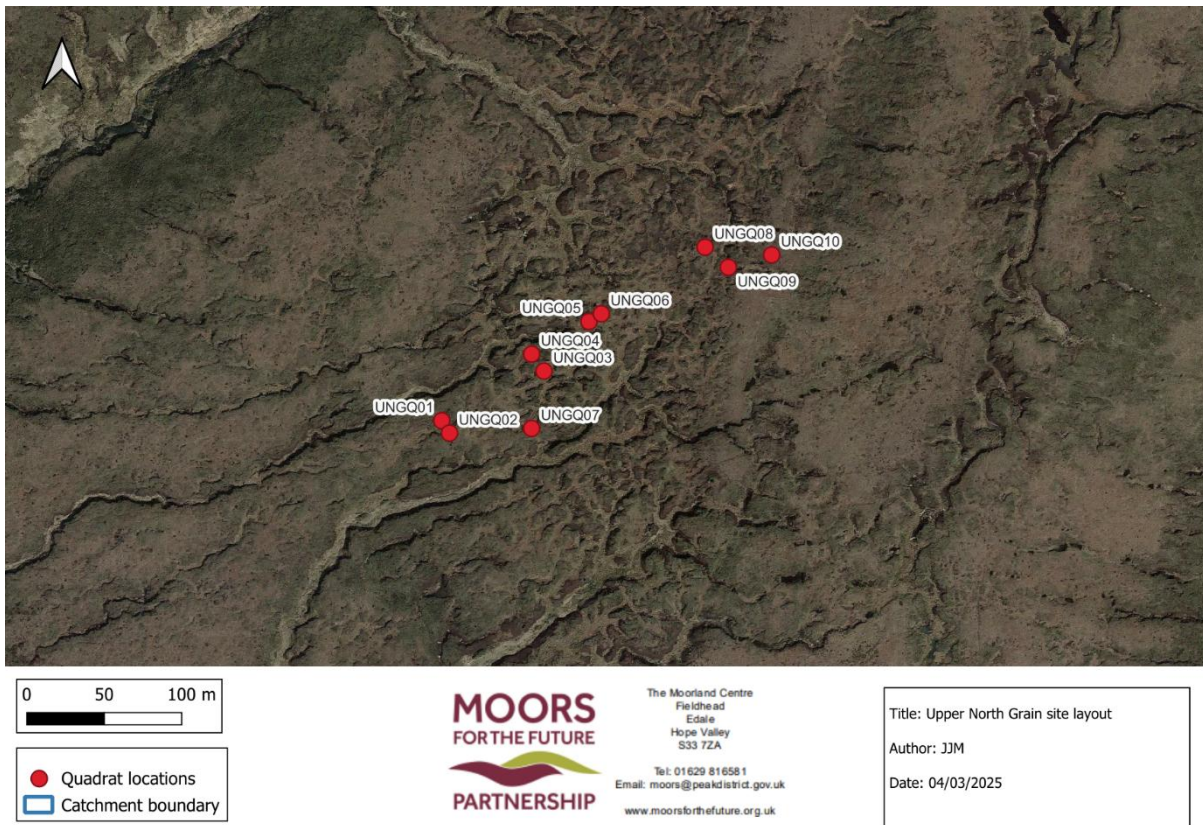 UNGQ08
UNGQ10
UNGQ09
UNGQ06
UNGQ05
UNGQ04
UNGQ03
UNGQ01
UNGQ02
UNGQ07
0 50 100 m
Quadrat locations
Catchment boundary
MOORS
FOR THE FUTURE
PARTNERSHIP
The Moorland Centre
Fieldhead
Edale
Hope Valley
S33 7ZA
Tel: 01629 816581
Email: moors@peakdistrict.gov.uk
www.moorsforthefuture.org.uk
Title: Upper North Grain site layout
Author: JJM
Date: 04/03/2025